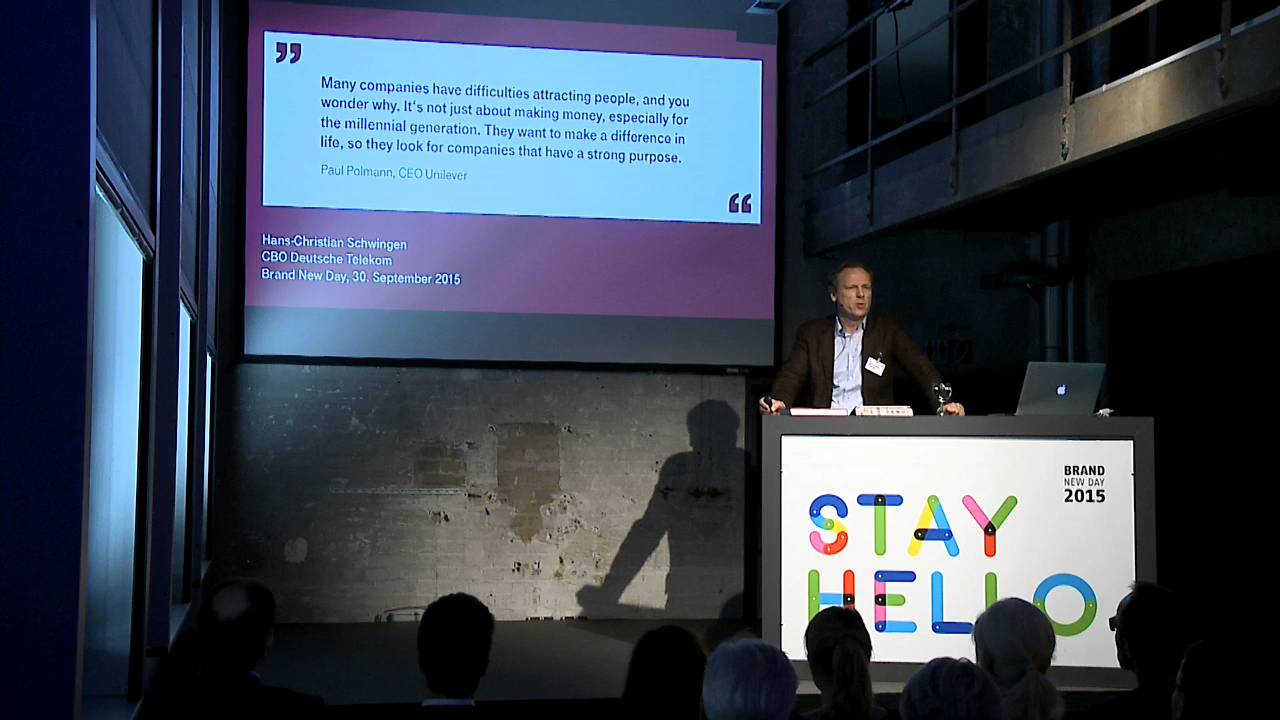 ”
Many companies have difficulties attracting people, and you
wonder why. It‘s not just about making money, especially for
the millennial generation. They want to make a difference in
life, so they look for companies that have a strong purpose.
Paul Polmann, CEO Unilever
“
Hans-Christian Schwingen
CBO Deutsche Telekom
Brand New Day, 30. September 2015
BRAND
NEW DAY
2015
STAY
HELLO